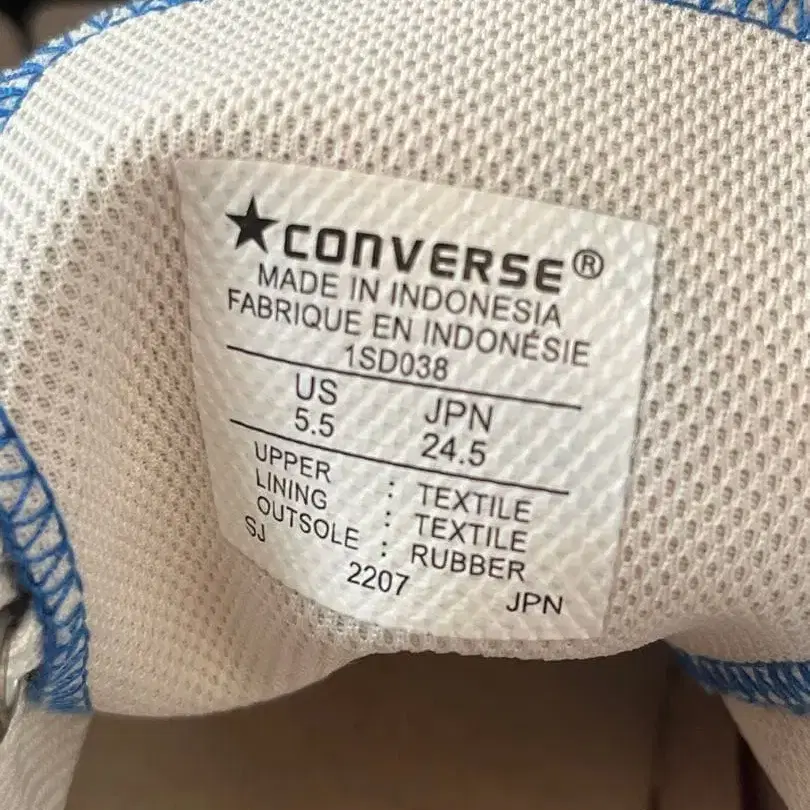 ★CONVERSE®
MADE IN INDONESIA
FABRIQUE EN INDONÉSIE
1SD038
US JPN
5.5 24.5
UPPER : TEXTILE
LINING : TEXTILE
OUTSOLE : RUBBER
SJ 2207 JPN